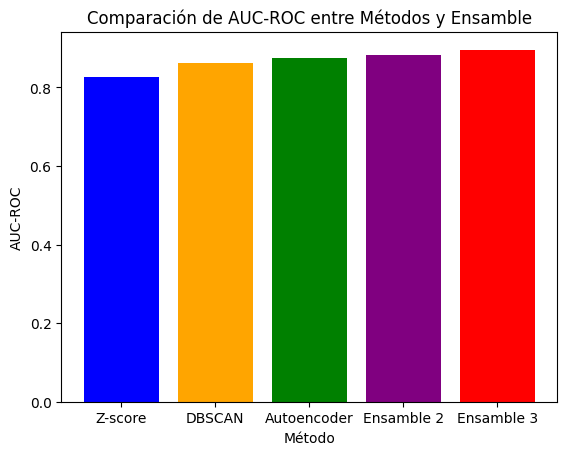 Comparación de AUC-ROC entre Métodos y Ensamble
AUC-ROC
0.8
0.6
0.4
0.2
0.0
Z-score DBSCAN Autoencoder Ensamble 2 Ensamble 3
Método